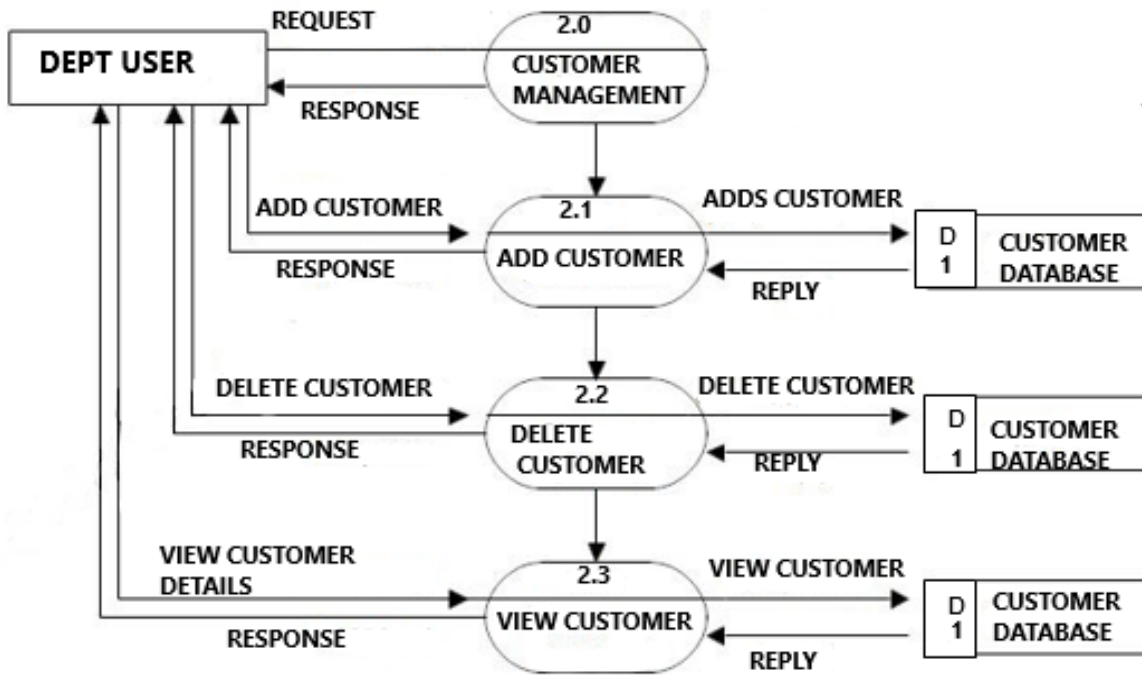 REQUEST
2.0
DEPT USER
CUSTOMER
MANAGEMENT
RESPONSE
ADD CUSTOMER
2.1
ADDS CUSTOMER
D
1
CUSTOMER
DATABASE
ADD CUSTOMER
RESPONSE
REPLY
DELETE CUSTOMER
2.2
DELETE CUSTOMER
D
1
CUSTOMER
DATABASE
DELETE
CUSTOMER
RESPONSE
REPLY
VIEW CUSTOMER
DETAILS
2.3
VIEW CUSTOMER
D
1
CUSTOMER
DATABASE
VIEW CUSTOMER
RESPONSE
REPLY